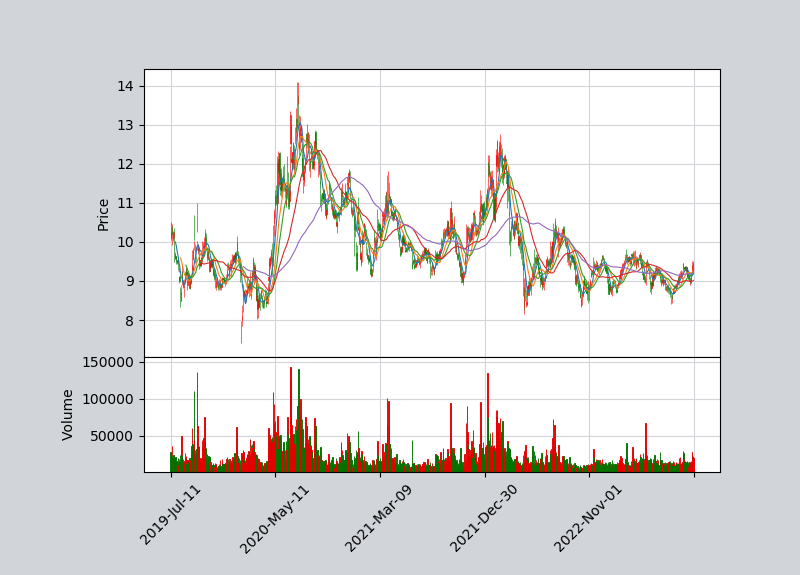 Price
14
13
12
11
10
9
8
Volume
150000
100000
50000
2019-Jul-11
2020-May-11
2021-Mar-09
2021-Dec-30
2022-Nov-01